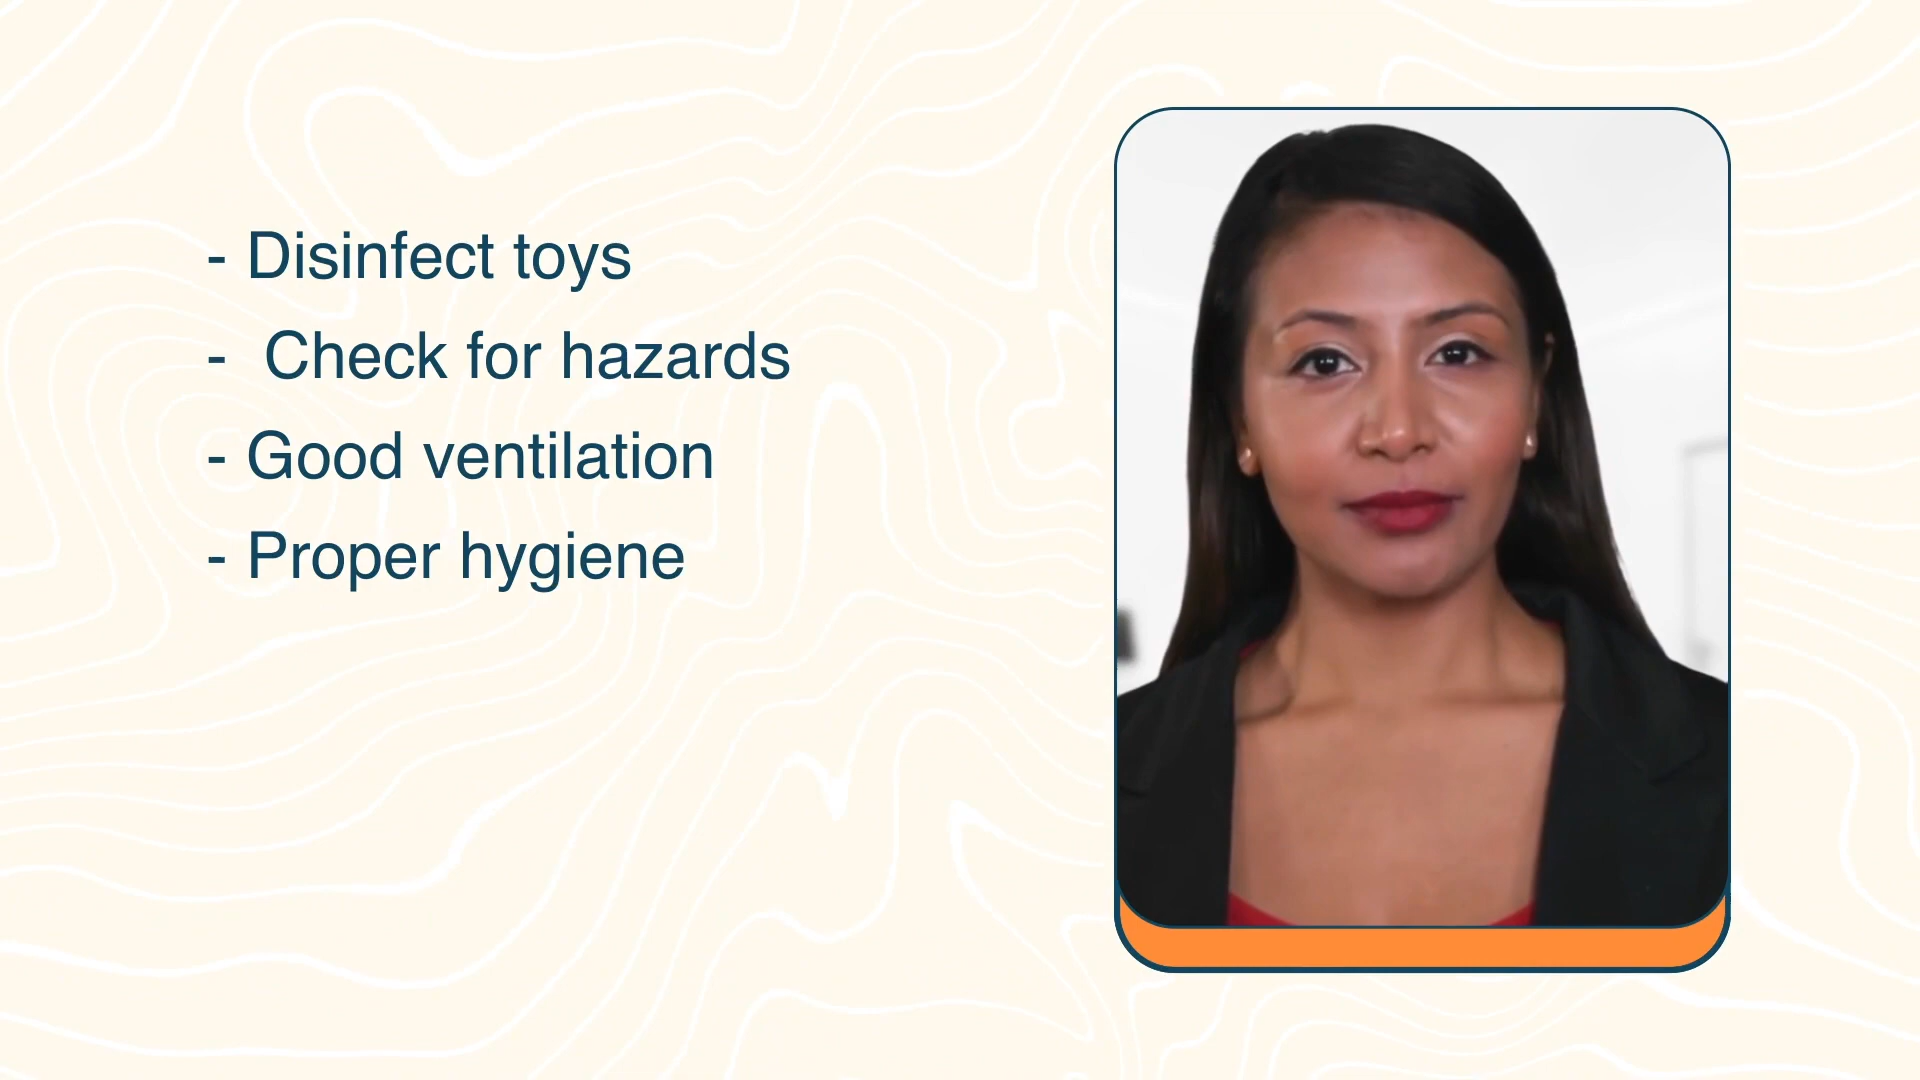 - Disinfect toys
-  Check for hazards
- Good ventilation
- Proper hygiene